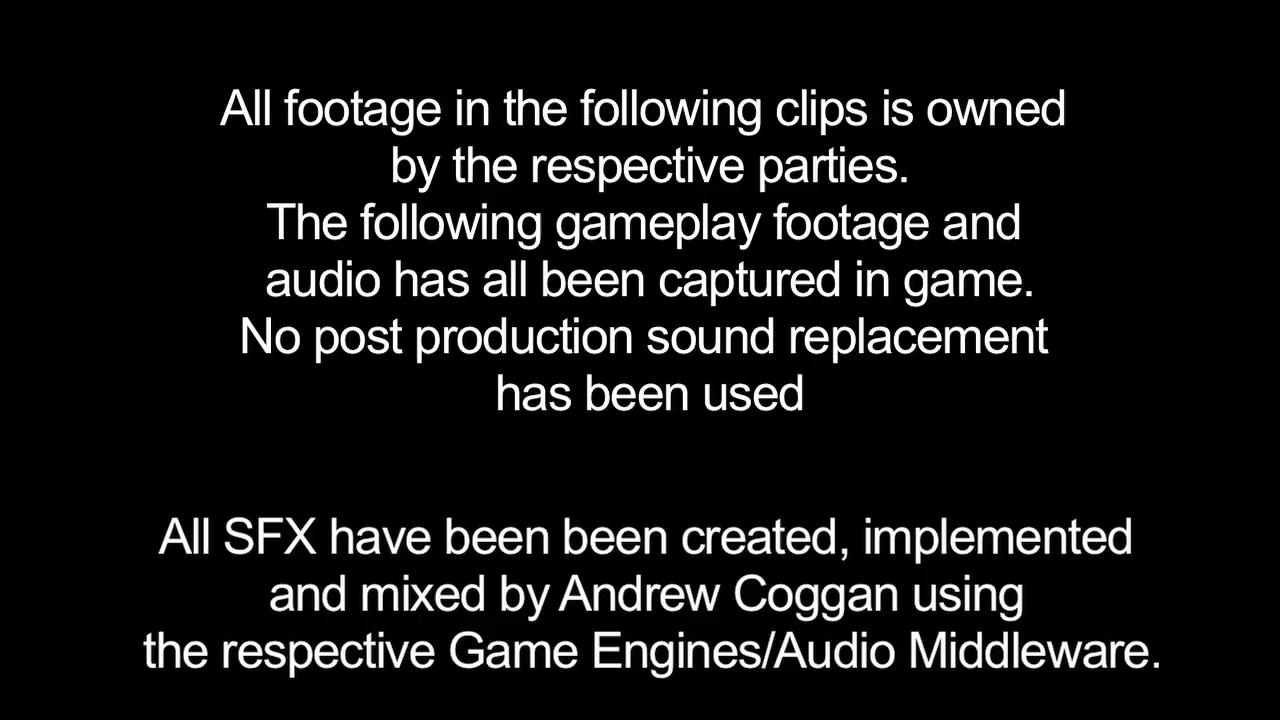 All footage in the following clips is owned
by the respective parties.
The following gameplay footage and
audio has all been captured in game.
No post production sound replacement
has been used
All SFX have been been created, implemented
and mixed by Andrew Coggan using
the respective Game Engines/Audio Middleware.